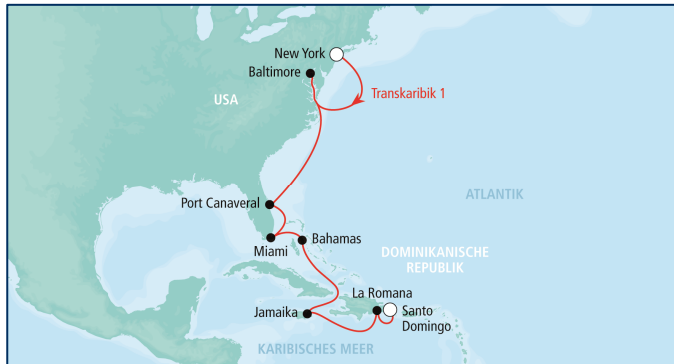 New York
Baltimore
USA
Transkaribik 1
Port Canaveral
ATLANTIK
Miami
Bahamas
DOMINIKANISCHE
REPUBLIK
La Romana
Jamaika
Santo
Domingo
KARIBISCHES MEER